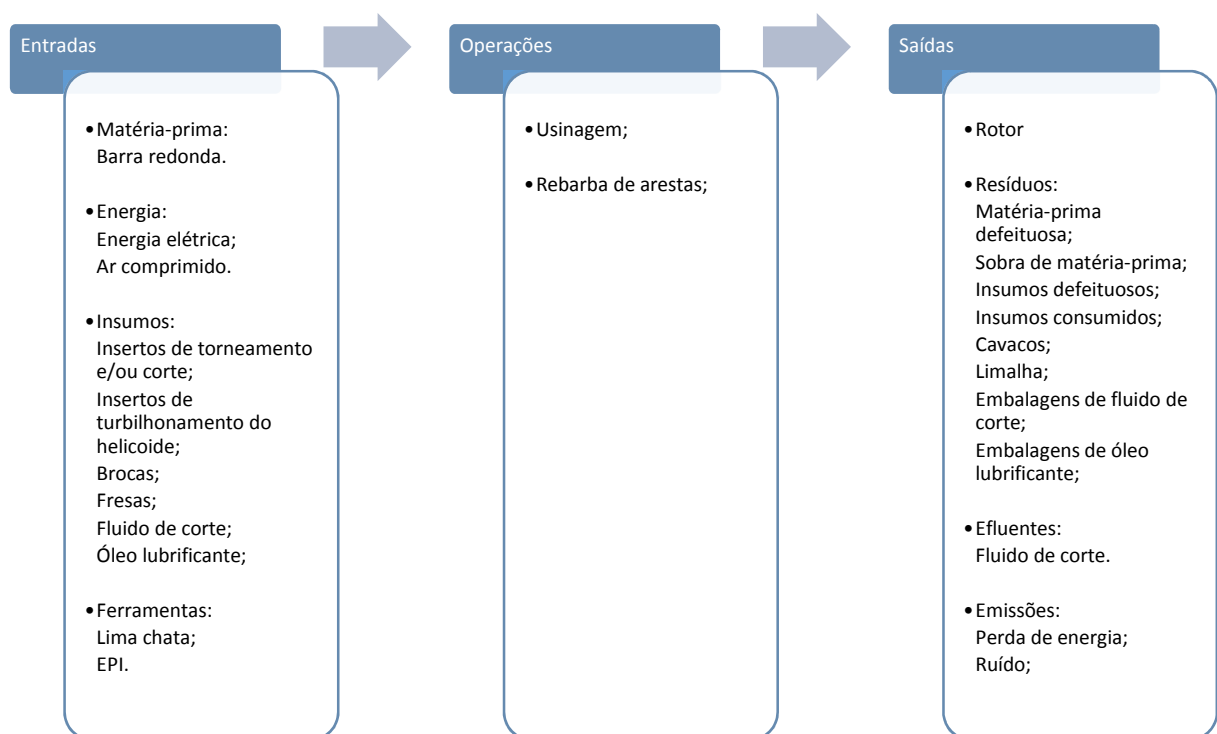 Entradas
•Matéria-prima:
Barra redonda.
•Energia:
Energia elétrica;
Ar comprimido.
•Insumos:
Insertos de torneamento
e/ou corte;
Insertos de
turbilhonamento do
helicoide;
Brocas;
Fresas;
Fluido de corte;
Óleo lubrificante;
•Ferramentas:
Lima chata;
EPI.
Operações
•Usinagem;
•Rebarba de arestas;
Saídas
•Rotor
•Resíduos:
Matéria-prima
defeituosa;
Sobra de matéria-prima;
Insumos defeituosos;
Insumos consumidos;
Cavacos;
Limalha;
Embalagens de fluido de
corte;
Embalagens de óleo
lubrificante;
•Efluentes:
Fluido de corte.
•Emissões:
Perda de energia;
Ruído;